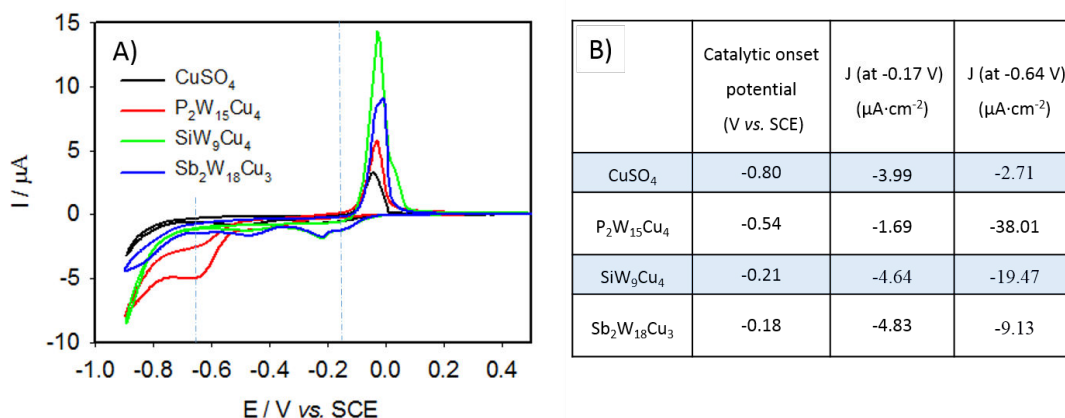 A)
15
10
5
0
-5
-10
I / μA
CuSO₄
P₂W₁₅Cu₄
SiW₉Cu₄
Sb₂W₁₈Cu₃
-1.0 -0.8 -0.6 -0.4 -0.2 0.0 0.2 0.4
E / V vs. SCE
B)
Catalytic onset
potential
(V vs. SCE)
J (at -0.17 V)
(μA·cm⁻²)
J (at -0.64 V)
(μA·cm⁻²)
CuSO₄ -0.80 -3.99 -2.71
P₂W₁₅Cu₄ -0.54 -1.69 -38.01
SiW₉Cu₄ -0.21 -4.64 -19.47
Sb₂W₁₈Cu₃ -0.18 -4.83 -9.13